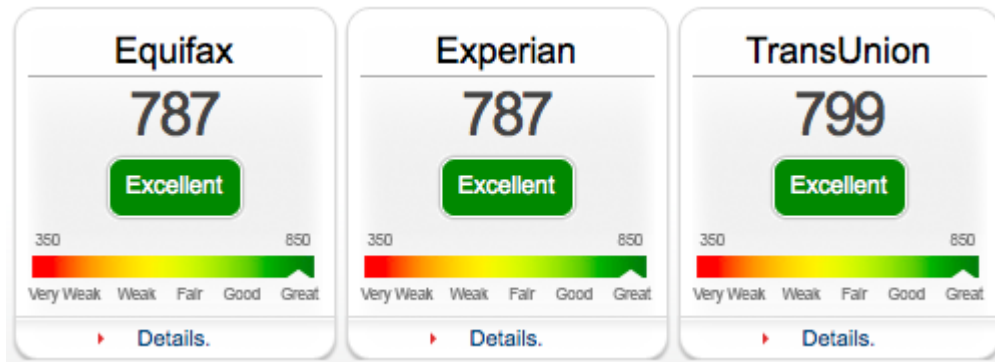 Equifax
787
Excellent
350 850
Very Weak Weak Fair Good Great
Details.
Experian
787
Excellent
350 850
Very Weak Weak Fair Good Great
Details.
TransUnion
799
Excellent
350 850
Very Weak Weak Fair Good Great
Details.